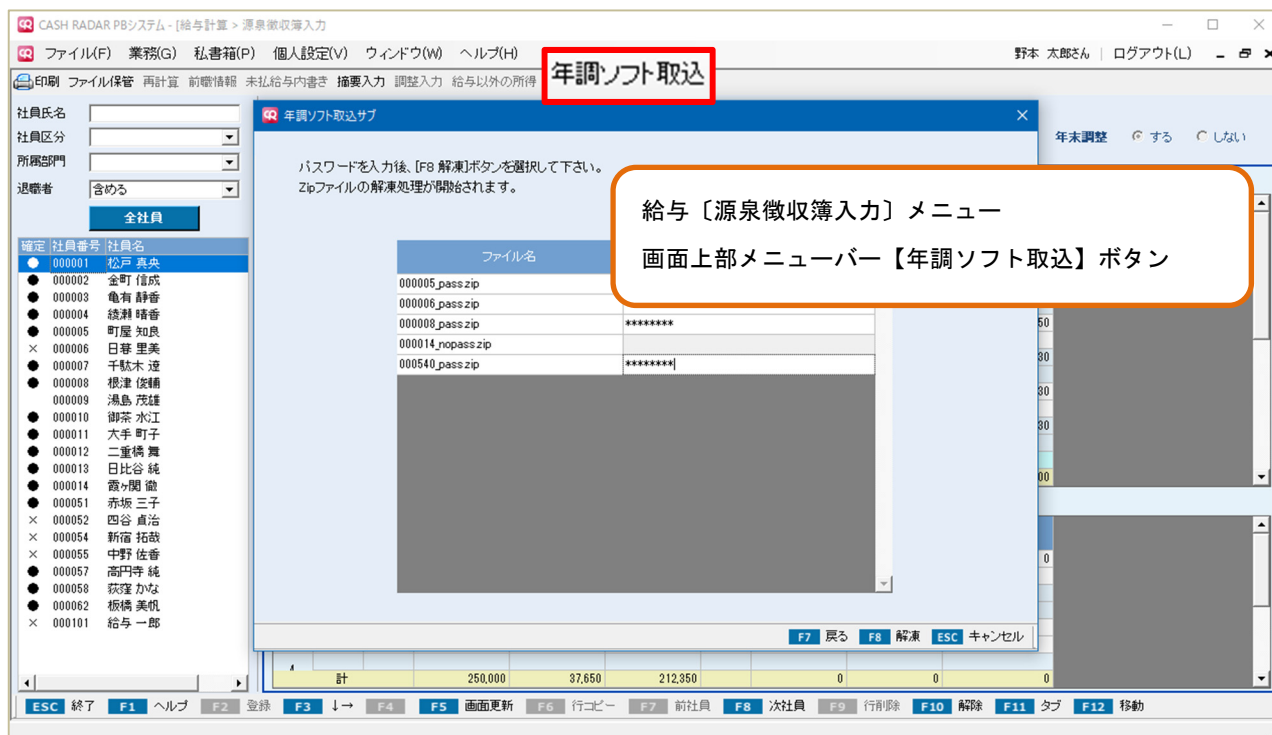 CASH RADAR PBシステム - [給与計算 > 源泉徴収簿入力
ファイル(F) 業務(G) 私書箱(P) 個人設定(V) ウィンドウ(W) ヘルプ(H) 野本 太郎さん | ログアウト(L)
印刷 ファイル保管 再計算 前職情報 未払給与内書き 摘要入力 調整入力 給与以外の所得 年調ソフト取込
社員氏名
社員区分
所属部門
退職者 含める
全社員
年末調整 する しない
確定 社員番号 社員名
000001 松戸 真央
000002 金町 信成
000003 亀有 静香
000004 綾瀬 晴香
000005 町屋 知良
× 000006 日暮 里美
000007 千駄木 遼
000008 根津 俊輔
000009 湯島 茂雄
000010 御茶 水江
000011 大手 町子
000012 二重橋 舞
000013 日比谷 純
000014 霞ヶ関 徹
000051 赤坂 三子
× 000052 四谷 直治
× 000054 新宿 拓哉
× 000055 中野 佐香
000057 高円寺 純
000058 荻窪 かな
000062 板橋 美帆
× 000101 給与 一郎
年調ソフト取込サブ
パスワードを入力後、[F8 解凍]ボタンを選択して下さい。
Zipファイルの解凍処理が開始されます。
ファイル名
000005_pass.zip
000006_pass.zip
000008_pass.zip ********
000014_nopass.zip
000540_pass.zip ********
F7 戻る F8 解凍 ESC キャンセル
給与〔源泉徴収簿入力〕メニュー
画面上部メニューバー【年調ソフト取込】ボタン
50
30
30
30
00
0
計 250,000 37,650 212,350 0 0 0
ESC 終了 F1 ヘルプ F2 登録 F3 ↓→ F4 F5 画面更新 F6 行コピー F7 前社員 F8 次社員 F9 行削除 F10 解除 F11 タブ F12 移動